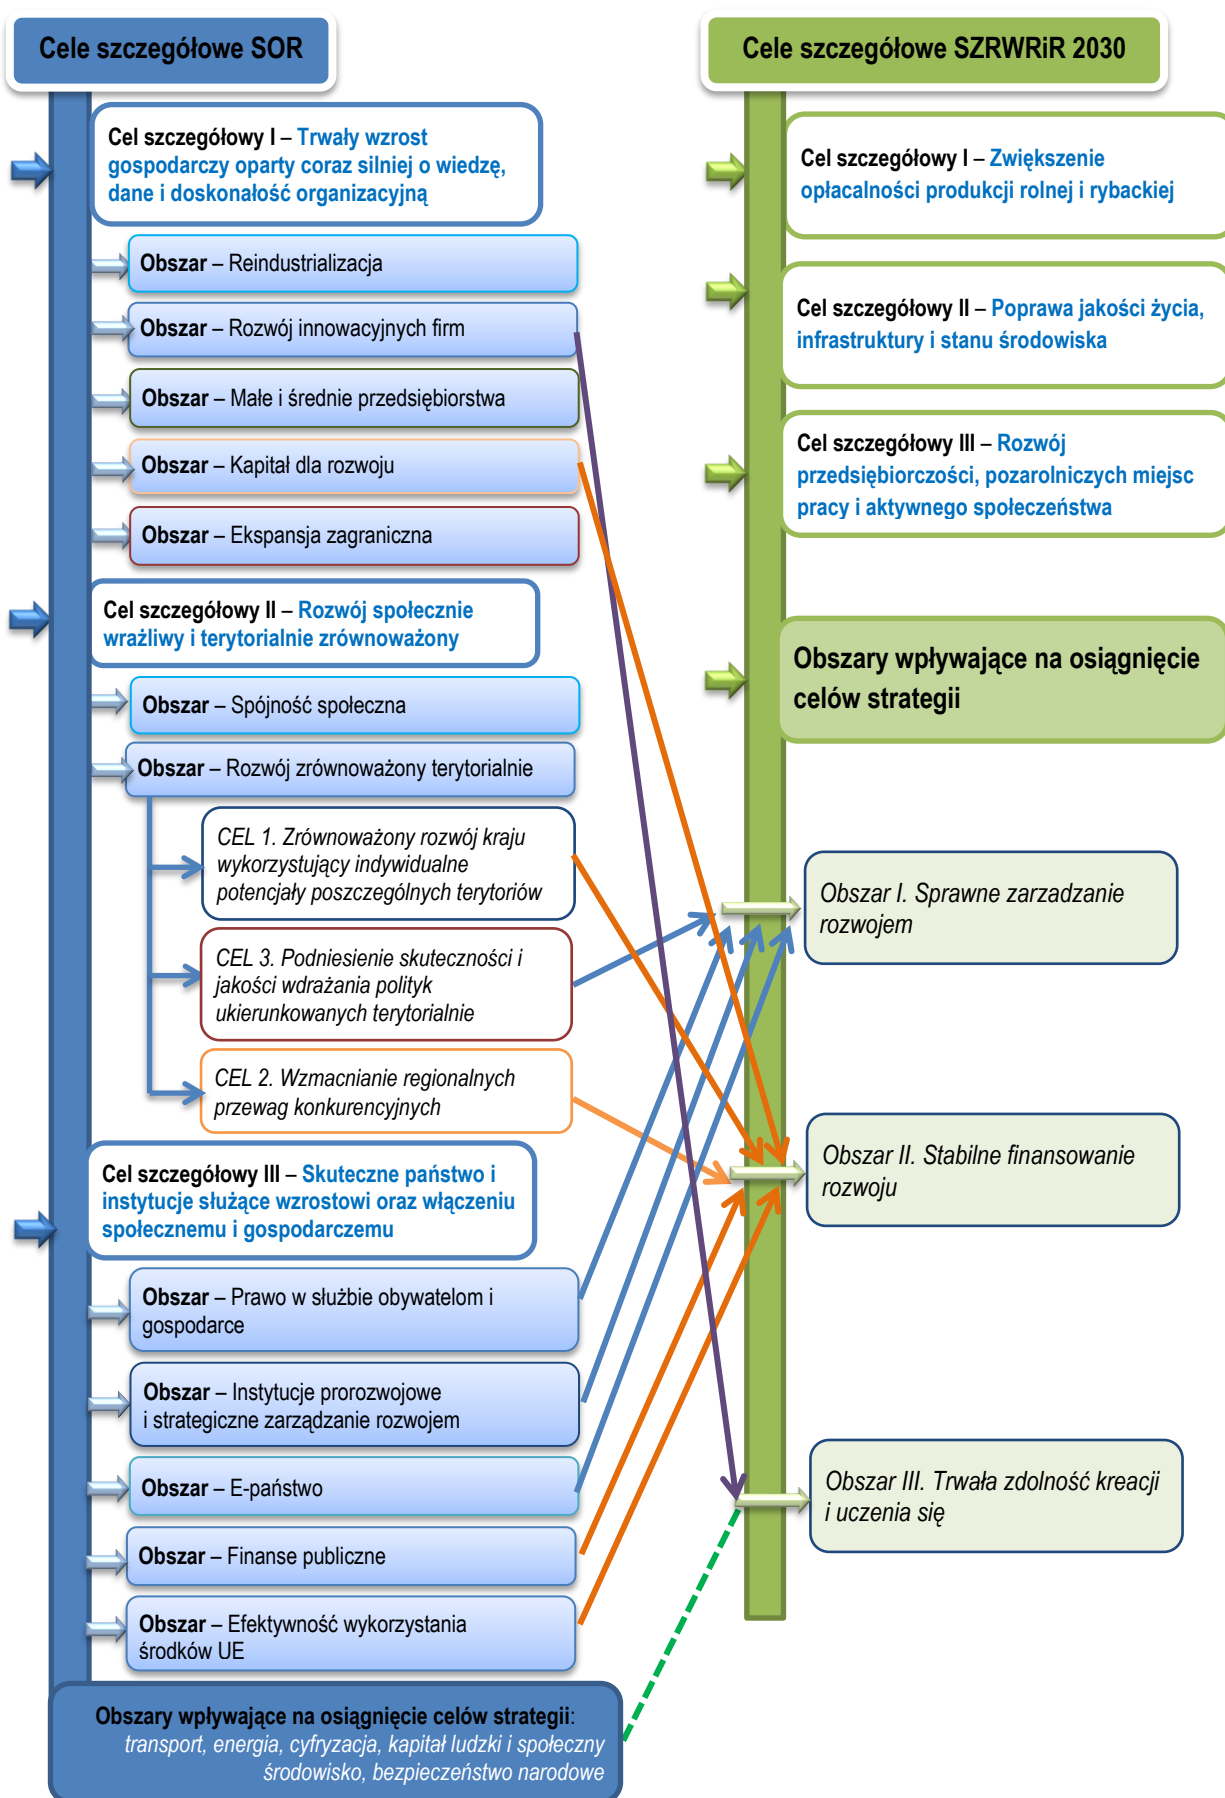 Cele szczegółowe SOR
Cel szczegółowy I – Trwały wzrost
gospodarczy oparty coraz silniej o wiedzę,
dane i doskonałość organizacyjną
Obszar – Reindustrializacja
Obszar – Rozwój innowacyjnych firm
Obszar – Małe i średnie przedsiębiorstwa
Obszar – Kapitał dla rozwoju
Obszar – Ekspansja zagraniczna
Cel szczegółowy II – Rozwój społecznie
wrażliwy i terytorialnie zrównoważony
Obszar – Spójność społeczna
Obszar – Rozwój zrównoważony terytorialnie
CEL 1. Zrównoważony rozwój kraju
wykorzystujący indywidualne
potencjały poszczególnych terytoriów
CEL 3. Podniesienie skuteczności i
jakości wdrażania polityk
ukierunkowanych terytorialnie
CEL 2. Wzmacnianie regionalnych
przewag konkurencyjnych
Cel szczegółowy III – Skuteczne państwo i
instytucje służące wzrostowi oraz włączeniu
społecznemu i gospodarczemu
Obszar – Prawo w służbie obywatelom i
gospodarce
Obszar – Instytucje prorozwojowe
i strategiczne zarządzanie rozwojem
Obszar – E-państwo
Obszar – Finanse publiczne
Obszar – Efektywność wykorzystania
środków UE
Obszary wpływające na osiągnięcie celów strategii:
transport, energia, cyfryzacja, kapitał ludzki i społeczny
środowisko, bezpieczeństwo narodowe
Cele szczegółowe SZRWRiR 2030
Cel szczegółowy I – Zwiększenie
opłacalności produkcji rolnej i rybackiej
Cel szczegółowy II – Poprawa jakości życia,
infrastruktury i stanu środowiska
Cel szczegółowy III – Rozwój
przedsiębiorczości, pozarolniczych miejsc
pracy i aktywnego społeczeństwa
Obszary wpływające na osiągnięcie
celów strategii
Obszar I. Sprawne zarzadzanie
rozwojem
Obszar II. Stabilne finansowanie
rozwoju
Obszar III. Trwała zdolność kreacji
i uczenia się